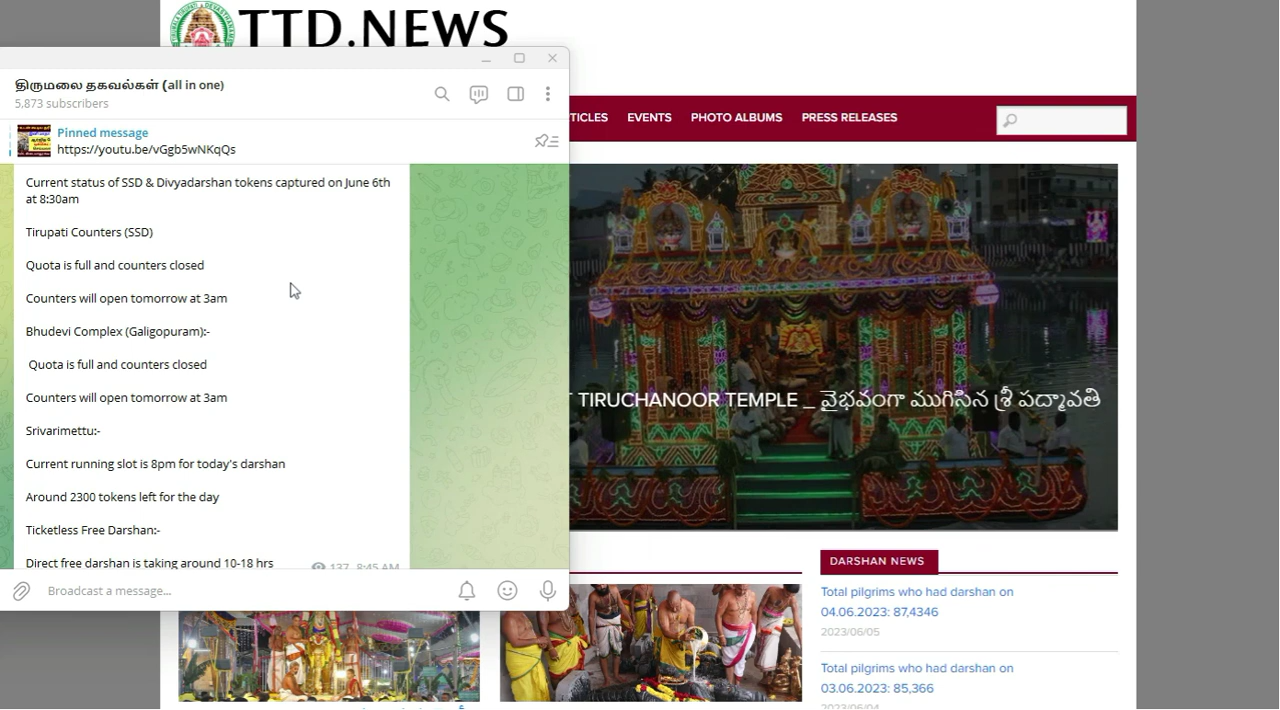 TTD.NEWS
திருமலை தகவல்கள் (all in one)
5,873 subscribers
Pinned message
https://youtu.be/vGgb5wNKqQs
Current status of SSD & Divyadarshan tokens captured on June 6th
at 8:30am
Tirupati Counters (SSD)
Quota is full and counters closed
Counters will open tomorrow at 3am
Bhudevi Complex (Galigopuram):-
Quota is full and counters closed
Counters will open tomorrow at 3am
Srivarimettu:-
Current running slot is 8pm for today's darshan
Around 2300 tokens left for the day
Ticketless Free Darshan:-
Direct free darshan is taking around 10-18 hrs
137 8:45 AM
Broadcast a message...
TICLES EVENTS PHOTO ALBUMS PRESS RELEASES
T TIRUCHANOOR TEMPLE _ వైభవంగా ముగిసిన శ్రీ పద్మావతి
DARSHAN NEWS
Total pilgrims who had darshan on
04.06.2023: 87,4346
2023/06/05
Total pilgrims who had darshan on
03.06.2023: 85,366
2023/06/04